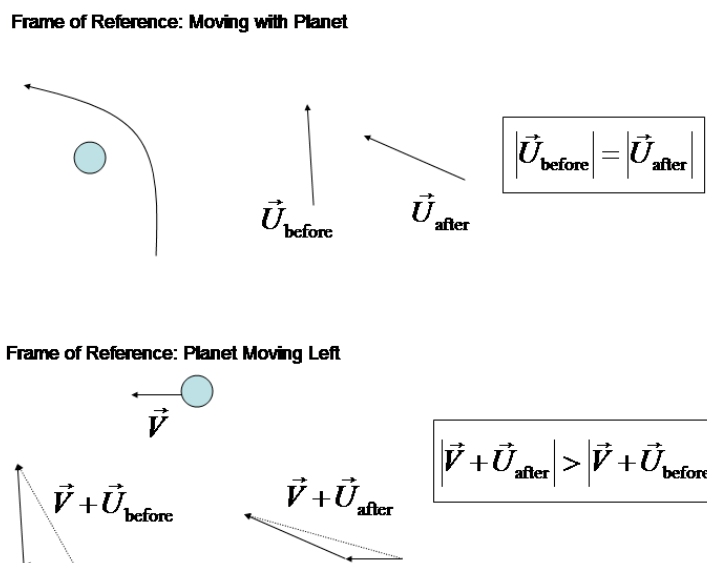 Frame of Reference: Moving with Planet
|U⃗before| = |U⃗after|
U⃗before
U⃗after
Frame of Reference: Planet Moving Left
V⃗
|V⃗ + U⃗after| > |V⃗ + U⃗before
V⃗ + U⃗before
V⃗ + U⃗after